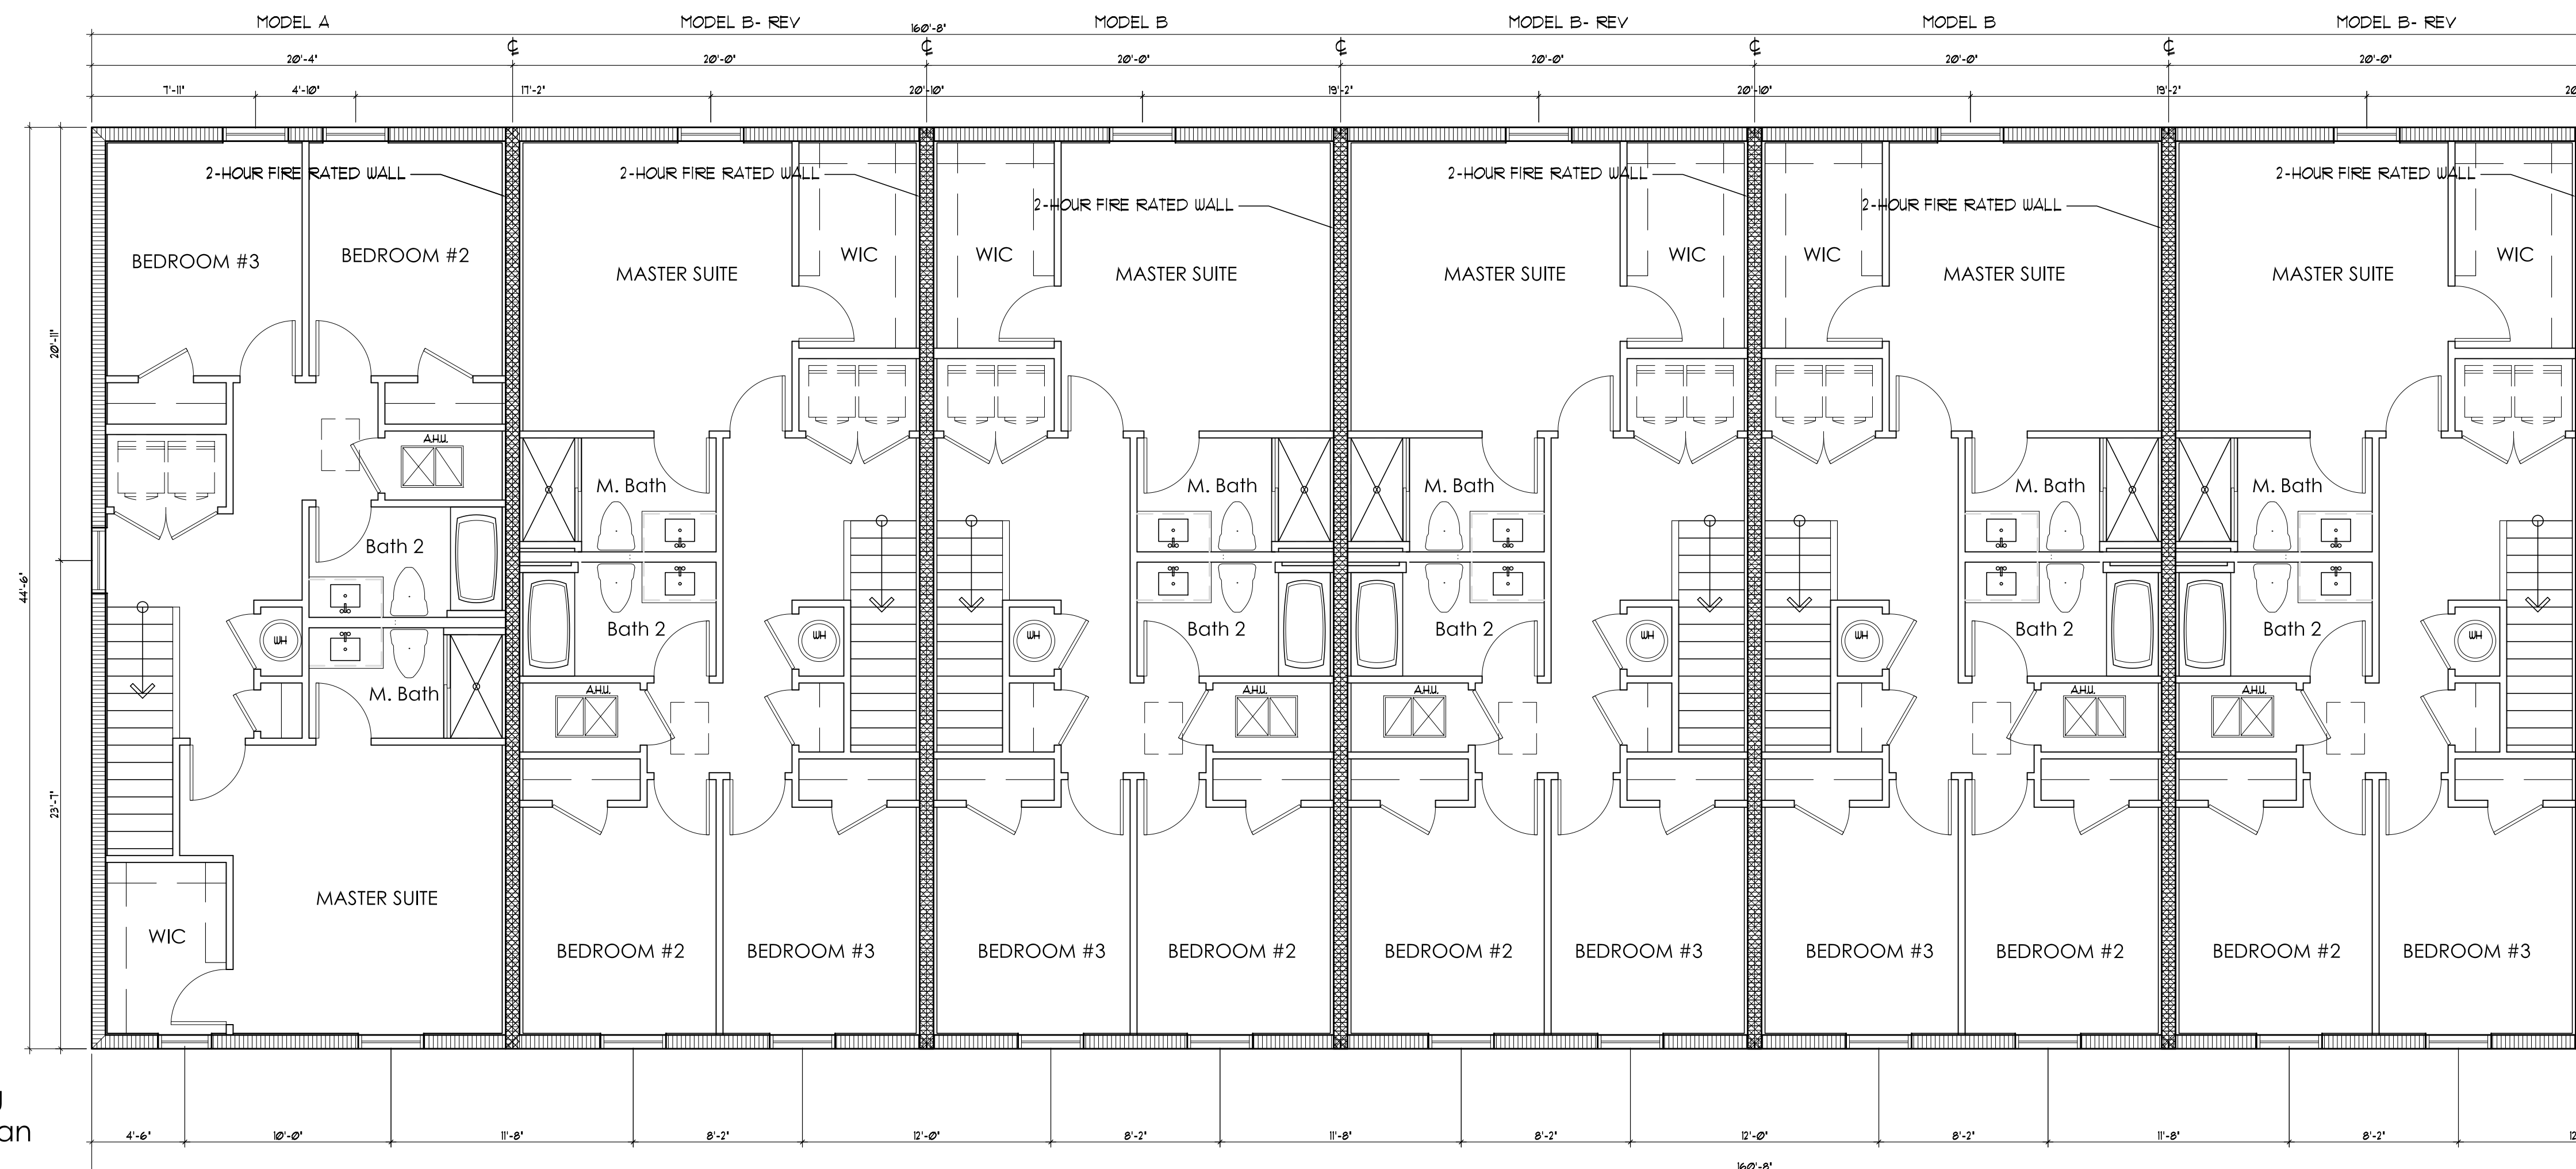 MODEL A
MODEL B- REV
MODEL B
MODEL B- REV
MODEL B
MODEL B- REV
160'-8"
℄ ℄ ℄ ℄ ℄
20'-4" 20'-0" 20'-0" 20'-0" 20'-0" 20'-0"
7'-11" 4'-10" 17'-2" 20'-10" 19'-2" 20'-10" 19'-2"
2-HOUR FIRE RATED WALL
2-HOUR FIRE RATED WALL
2-HOUR FIRE RATED WALL
2-HOUR FIRE RATED WALL
2-HOUR FIRE RATED WALL
2-HOUR FIRE RATED WALL
BEDROOM #3
BEDROOM #2
MASTER SUITE
WIC
WIC
MASTER SUITE
MASTER SUITE
WIC
WIC
MASTER SUITE
MASTER SUITE
WIC
20'-11"
44'-6"
23'-7"
A.H.U.
M. Bath
M. Bath
M. Bath
M. Bath
M. Bath
Bath 2
Bath 2
Bath 2
Bath 2
Bath 2
Bath 2
WH
WH
WH
WH
WH
WH
M. Bath
A.H.U.
A.H.U.
A.H.U.
A.H.U.
A.H.U.
MASTER SUITE
WIC
BEDROOM #2
BEDROOM #3
BEDROOM #3
BEDROOM #2
BEDROOM #2
BEDROOM #3
BEDROOM #3
BEDROOM #2
BEDROOM #2
BEDROOM #3
an
4'-6" 10'-0" 11'-8" 8'-2" 12'-0" 8'-2" 11'-8" 8'-2" 12'-0" 8'-2" 11'-8" 8'-2"
160'-8"